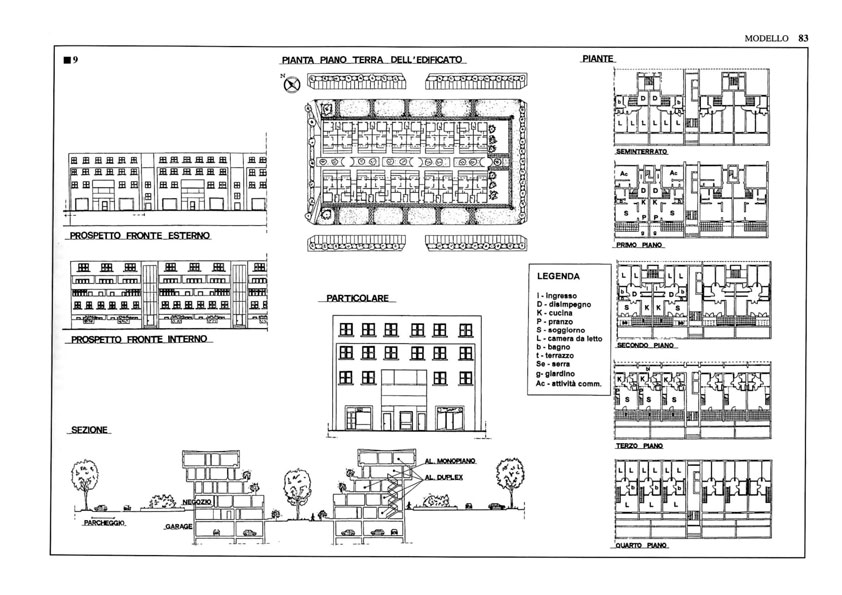 MODELLO 83
9
PIANTA PIANO TERRA DELL'EDIFICATO
N
PROSPETTO FRONTE ESTERNO
PROSPETTO FRONTE INTERNO
PARTICOLARE
SEZIONE
NEGOZIO
PARCHEGGIO
GARAGE
AL. MONOPIANO
AL. DUPLEX
LEGENDA
I - ingresso
D - disimpegno
K - cucina
P - pranzo
S - soggiorno
L - camera da letto
b - bagno
t - terrazzo
Se - serra
g- giardino
Ac - attività comm.
PIANTE
D D
b b
L L L L L
SEMINTERRATO
Ac Ac
I I
D D
K K
S P P S
g g
PRIMO PIANO
L L L L
b D D b
S K K S
SECONDO PIANO
K K K
S S S
TERZO PIANO
L L L L L L
b b b
QUARTO PIANO